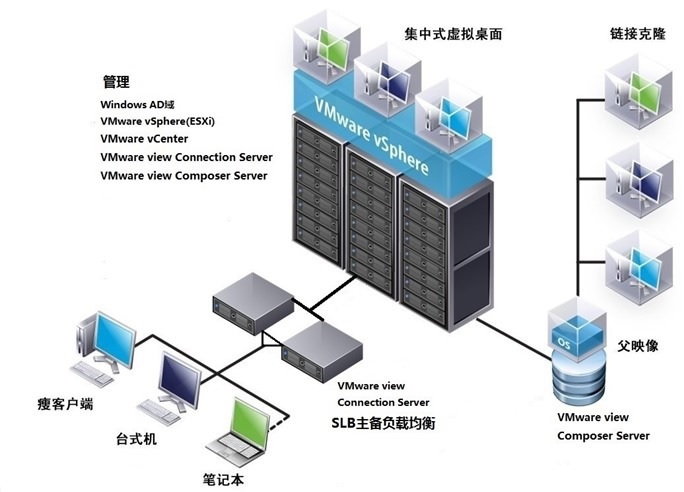 集中式虚拟桌面
链接克隆
管理
Windows AD域
VMware vSphere(ESXi)
VMware vCenter
VMware view Connection Server
VMware view Composer Server
VMware vSphere
OS
父映像
VMware view
Composer Server
VMware view
Connection Server
SLB主备负载均衡
瘦客户端
台式机
笔记本